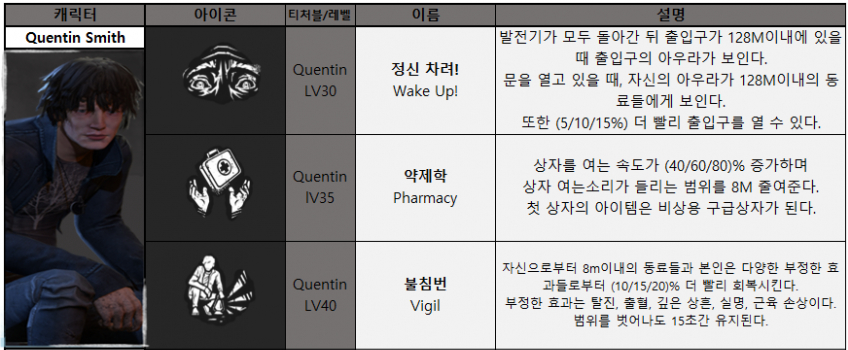 캐릭터 아이콘 티처블/레벨 이름 설명
Quentin Smith
Quentin
LV30
정신 차려!
Wake Up!
발전기가 모두 돌아간 뒤 출입구가 128M이내에 있을
때 출입구의 아우라가 보인다.
문을 열고 있을 때, 자신의 아우라가 128M이내의 동
료들에게 보인다.
또한 (5/10/15%) 더 빨리 출입구를 열 수 있다.
Quentin
lV35
약제학
Pharmacy
상자를 여는 속도가 (40/60/80)% 증가하며
상자 여는소리가 들리는 범위를 8M 줄여준다.
첫 상자의 아이템은 비상용 구급상자가 된다.
Quentin
LV40
불침번
Vigil
자신으로부터 8m이내의 동료들과 본인은 다양한 부정한 효
과들로부터 (10/15/20)% 더 빨리 회복시킨다.
부정한 효과는 탈진, 출혈, 깊은 상흔, 실명, 근육 손상이다.
범위를 벗어나도 15초간 유지된다.